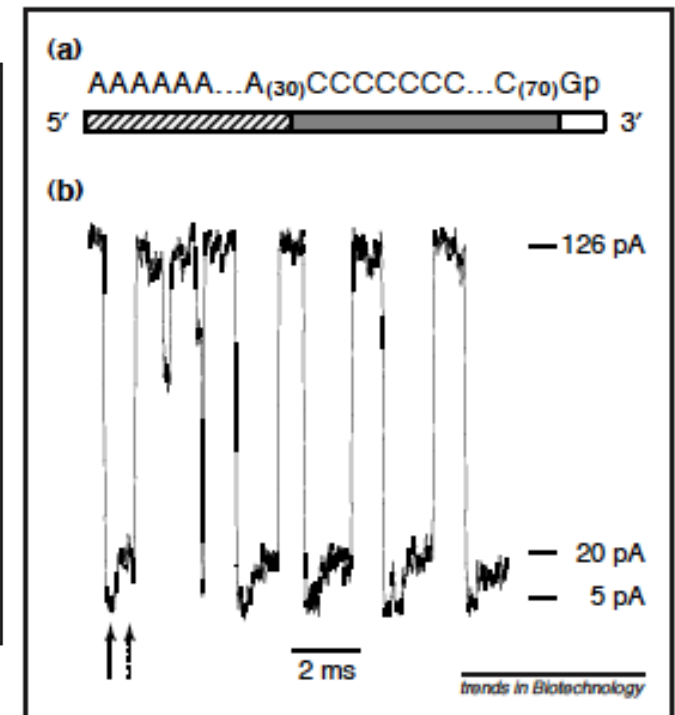 (a)
AAAAAA...A(30)CCCCCCC...C(70)Gp
5′ 3′
(b)
126 pA
20 pA
5 pA
2 ms
trends in Biotechnology